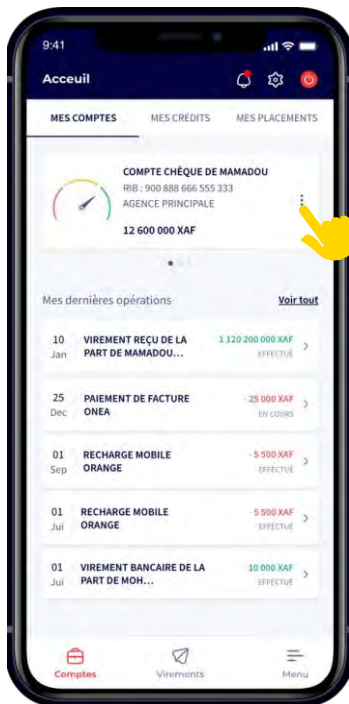 9:41
Acceuil
MES COMPTES MES CRÉDITS MES PLACEMENTS
COMPTE CHÈQUE DE MAMADOU
RIB : 900 888 666 555 333
AGENCE PRINCIPALE
12 600 000 XAF
Mes dernières opérations Voir tout
10 VIREMENT REÇU DE LA 1 120 200 000 XAF
Jan PART DE MAMADOU... EFFECTUÉ
25 PAIEMENT DE FACTURE - 25 000 XAF
Dec ONEA EN COURS
01 RECHARGE MOBILE - 5 500 XAF
Sep ORANGE EFFECTUÉ
01 RECHARGE MOBILE - 5 500 XAF
Jui ORANGE EFFECTUÉ
01 VIREMENT BANCAIRE DE LA 10 000 XAF
Jui PART DE MOH... EFFECTUÉ
Comptes Virements Menu